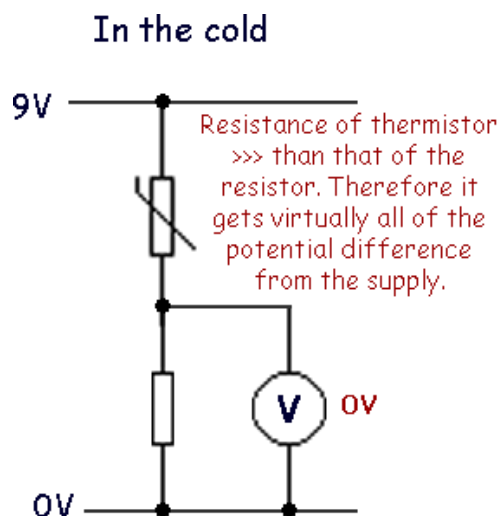 In the cold
9V
Resistance of thermistor
>>> than that of the
resistor. Therefore it
gets virtually all of the
potential difference
from the supply.
V
0V
0V